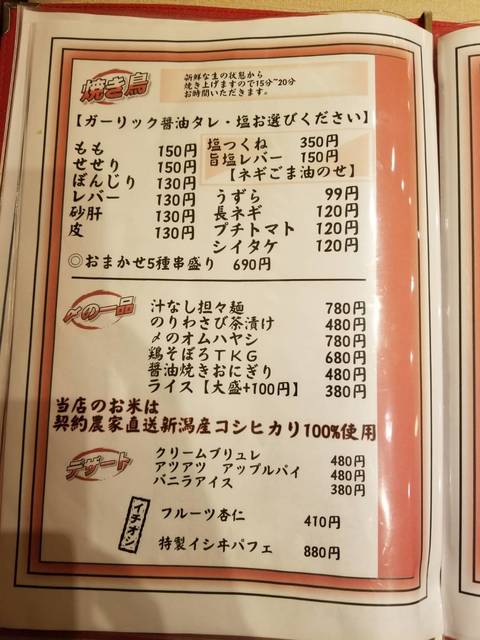 焼き鳥
新鮮な生の状態から
焼き上げますので15分~20分
お時間いただきます。
【ガーリック醤油タレ・塩お選びください】
もも 150円
せせり 150円
ぼんじり 130円
レバー 130円
砂肝 130円
皮 130円
塩つくね 350円
旨塩レバー 150円
【ネギごま油のせ】
うずら 99円
長ネギ 120円
プチトマト 120円
シイタケ 120円
◎おまかせ5種串盛り 690円
〆の一品
汁なし担々麺 780円
のりわさび茶漬け 480円
〆のオムハヤシ 780円
鶏そぼろTKG 680円
醤油焼きおにぎり 480円
ライス【大盛+100円】 380円
当店のお米は
契約農家直送新潟産コシヒカリ100%使用
デザート
クリームブリュレ 480円
アツアツ アップルパイ 480円
バニラアイス 380円
イチオシ
フルーツ杏仁 410円
特製イシヰパフェ 880円